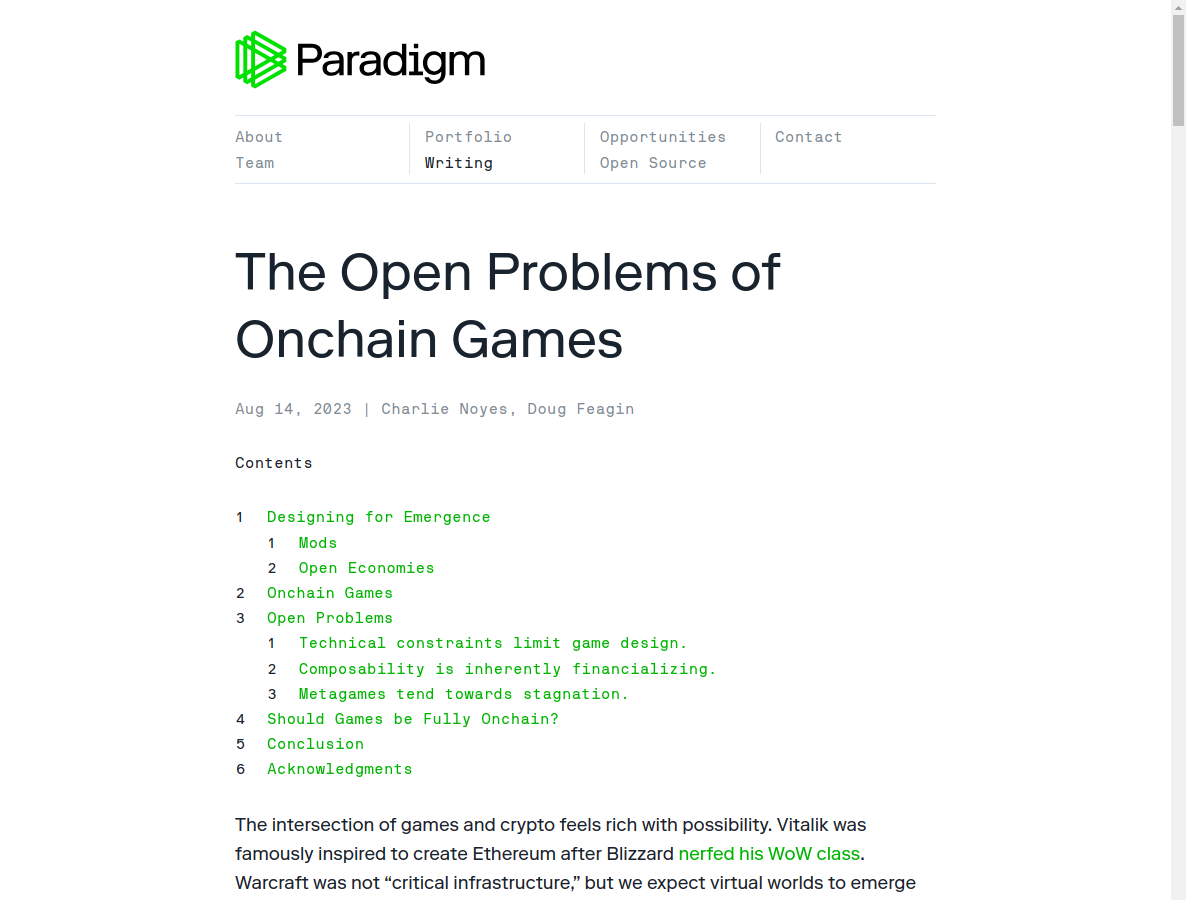 Paradigm
About
Team
Portfolio
Writing
Opportunities
Open Source
Contact
The Open Problems of
Onchain Games
Aug 14, 2023 | Charlie Noyes, Doug Feagin
Contents
1 Designing for Emergence
1 Mods
2 Open Economies
2 Onchain Games
3 Open Problems
1 Technical constraints limit game design.
2 Composability is inherently financializing.
3 Metagames tend towards stagnation.
4 Should Games be Fully Onchain?
5 Conclusion
6 Acknowledgments
The intersection of games and crypto feels rich with possibility. Vitalik was
famously inspired to create Ethereum after Blizzard nerfed his WoW class.
Warcraft was not “critical infrastructure,” but we expect virtual worlds to emerge